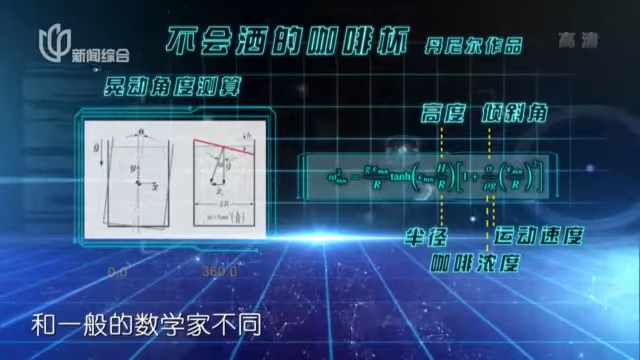 新闻综合
不会洒的咖啡杯 丹尼尔作品
高清
晃动角度测算
高度 倾斜角
半径 运动速度
咖啡浓度
0.0 360.0
和一般的数学家不同